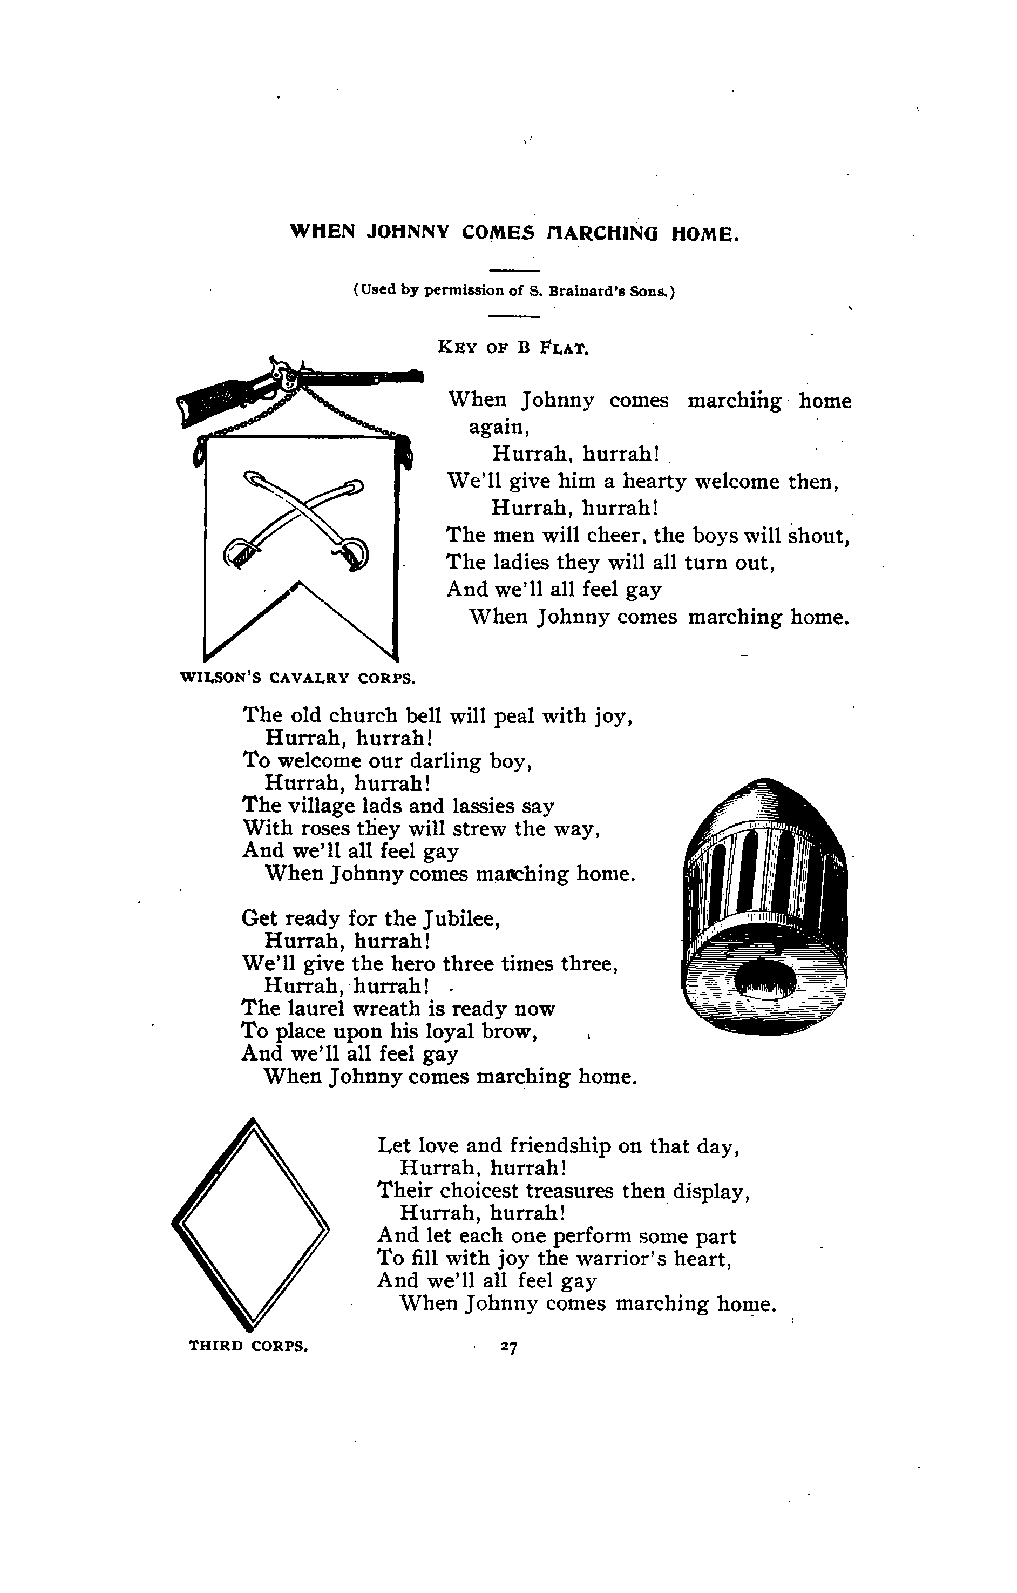 WHEN JOHNNY COMES MARCHING HOME.
(Used by permission of S. Brainard's Sons.)
KEY OF B FLAT.
When Johnny comes marching home
again,
Hurrah, hurrah!
We'll give him a hearty welcome then,
Hurrah, hurrah!
The men will cheer, the boys will shout,
The ladies they will all turn out,
And we'll all feel gay
When Johnny comes marching home.
WILSON'S CAVALRY CORPS.
The old church bell will peal with joy,
Hurrah, hurrah!
To welcome our darling boy,
Hurrah, hurrah!
The village lads and lassies say
With roses they will strew the way,
And we'll all feel gay
When Johnny comes marching home.
Get ready for the Jubilee,
Hurrah, hurrah!
We'll give the hero three times three,
Hurrah, hurrah!
The laurel wreath is ready now
To place upon his loyal brow,
And we'll all feel gay
When Johnny comes marching home.
Let love and friendship on that day,
Hurrah, hurrah!
Their choicest treasures then display,
Hurrah, hurrah!
And let each one perform some part
To fill with joy the warrior's heart,
And we'll all feel gay
When Johnny comes marching home.
THIRD CORPS.
27